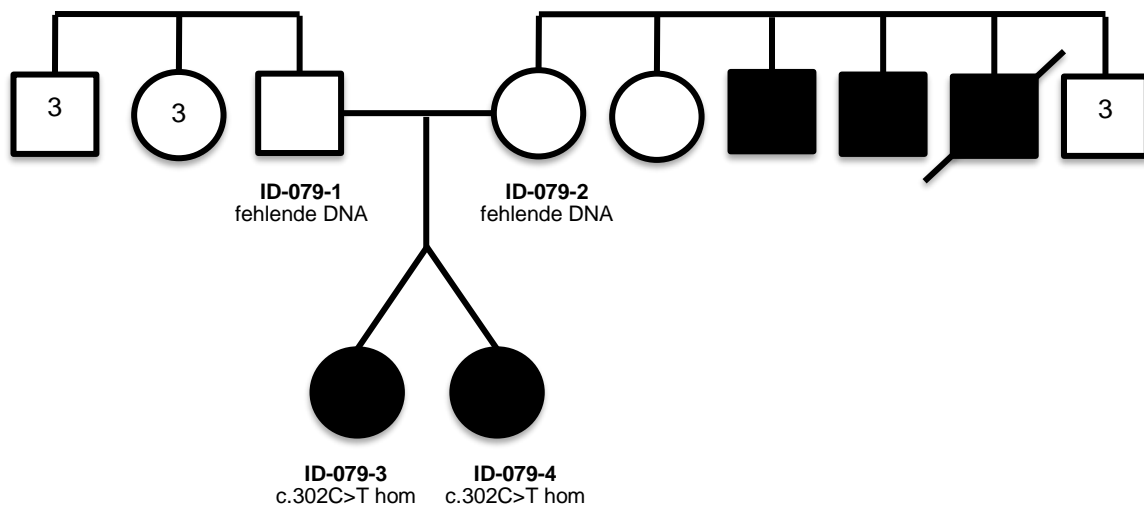 3
3
3
ID-079-1
fehlende DNA
ID-079-2
fehlende DNA
ID-079-3
c.302C>T hom
ID-079-4
c.302C>T hom